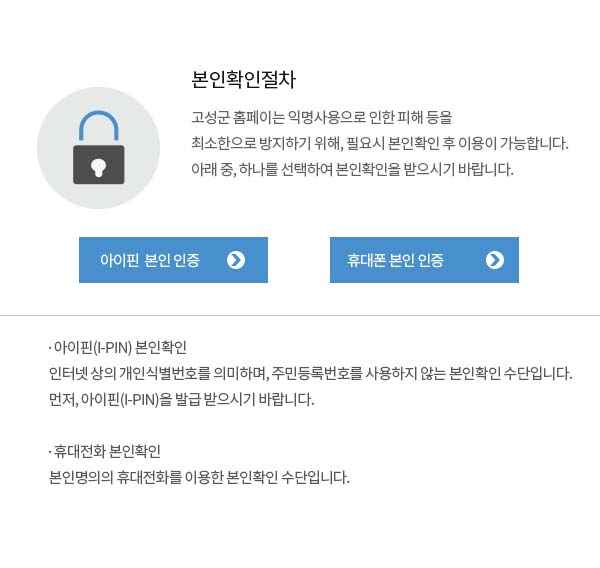 본인확인절차
고성군 홈페이는 익명사용으로 인한 피해 등을
최소한으로 방지하기 위해, 필요시 본인확인 후 이용이 가능합니다.
아래 중, 하나를 선택하여 본인확인을 받으시기 바랍니다.
아이핀 본인 인증
휴대폰 본인 인증
· 아이핀(I-PIN) 본인확인
인터넷 상의 개인식별번호를 의미하며, 주민등록번호를 사용하지 않는 본인확인 수단입니다.
먼저, 아이핀(I-PIN)을 발급 받으시기 바랍니다.
· 휴대전화 본인확인
본인명의의 휴대전화를 이용한 본인확인 수단입니다.